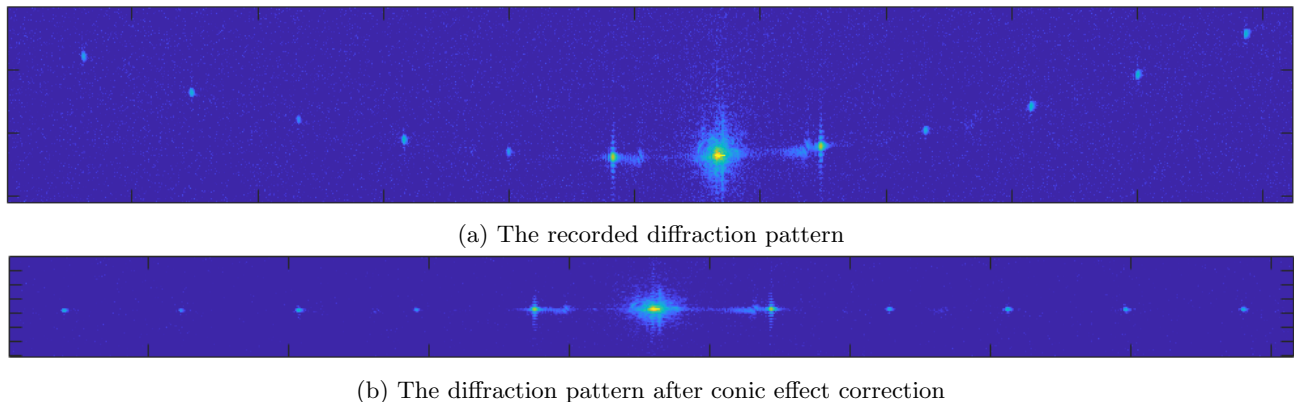 (a) The recorded diffraction pattern
(b) The diffraction pattern after conic effect correction